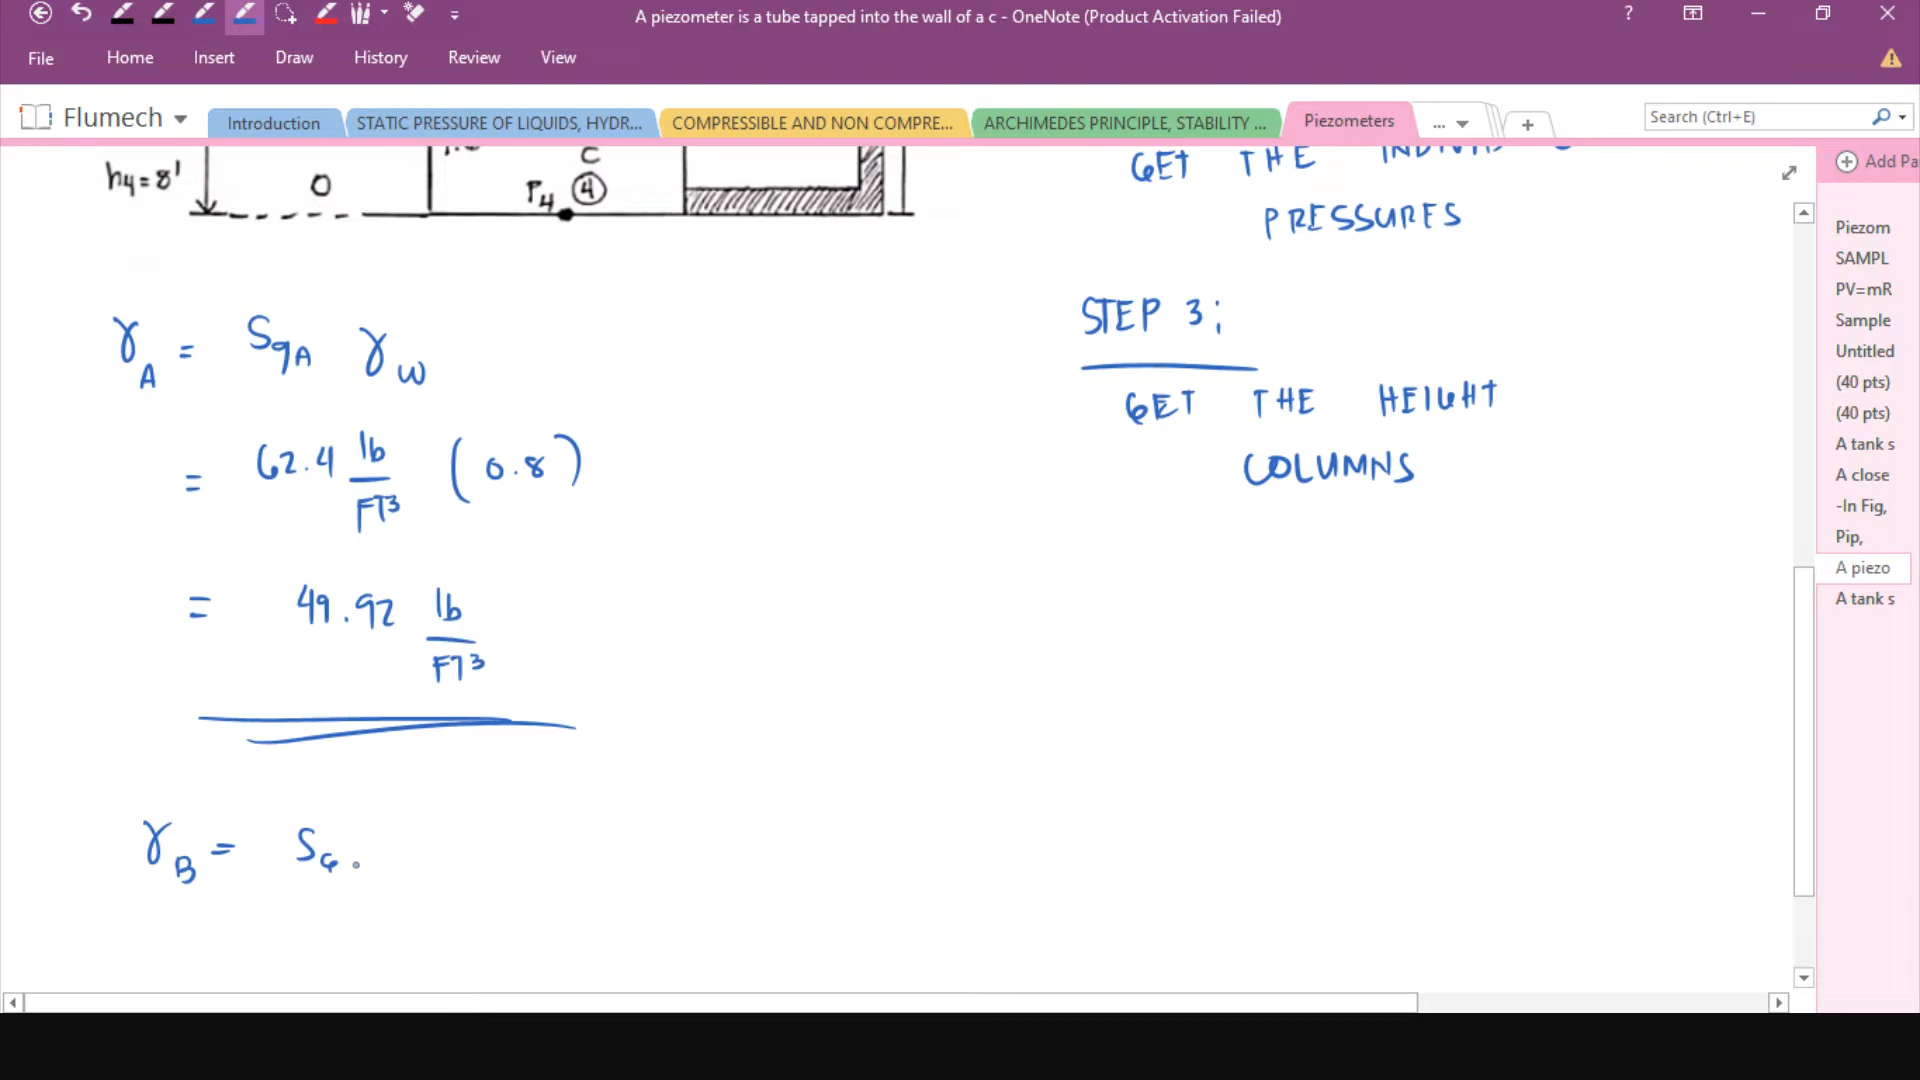 A piezometer is a tube tapped into the wall of a c - OneNote (Product Activation Failed)
?
File Home Insert Draw History Review View
Flumech
Introduction
STATIC PRESSURE OF LIQUIDS, HYDR...
COMPRESSIBLE AND NON COMPRE...
ARCHIMEDES PRINCIPLE, STABILITY ...
Piezometers
...
+
Search (Ctrl+E)
Add Pa
Piezom
SAMPL
PV=mR
Sample
Untitled
(40 pts)
(40 pts)
A tank s
A close
-In Fig,
Pip,
A piezo
A tank s
h4 = 8'
O
C
P4 ④
GET THE
PRESSURES
STEP 3:
GET THE HEIGHT
COLUMNS
γA = SgA γw
= 62.4 lb/FT³ (0.8)
= 49.92 lb/FT³
γB = SG